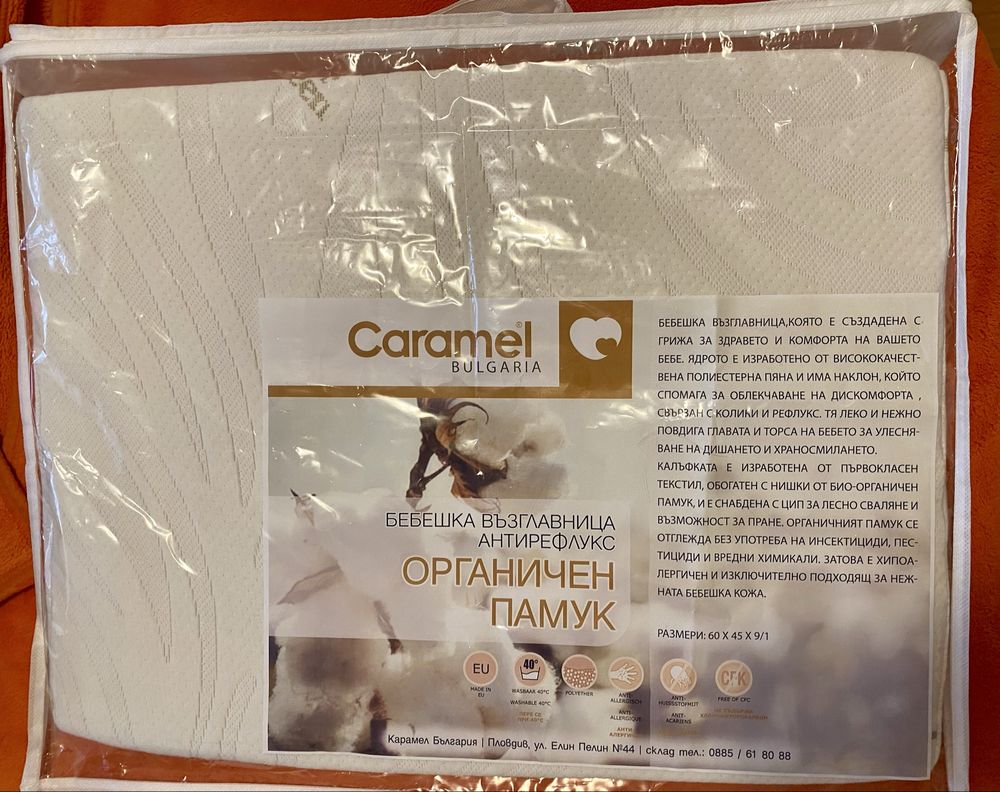 Caramel®
BULGARIA
БЕБЕШКА ВЪЗГЛАВНИЦА
АНТИРЕФЛУКС
ОРГАНИЧЕН
ПАМУК
БЕБЕШКА ВЪЗГЛАВНИЦА,КОЯТО Е СЪЗДАДЕНА С
ГРИЖА ЗА ЗДРАВЕТО И КОМФОРТА НА ВАШЕТО
БЕБЕ. ЯДРОТО Е ИЗРАБОТЕНО ОТ ВИСОКОКАЧЕСТ-
ВЕНА ПОЛИЕСТЕРНА ПЯНА И ИМА НАКЛОН, КОЙТО
СПОМАГА ЗА ОБЛЕКЧАВАНЕ НА ДИСКОМФОРТА ,
СВЪРЗАН С КОЛИКИ И РЕФЛУКС. ТЯ ЛЕКО И НЕЖНО
ПОВДИГА ГЛАВАТА И ТОРСА НА БЕБЕТО ЗА УЛЕСНЯ-
ВАНЕ НА ДИШАНЕТО И ХРАНОСМИЛАНЕТО.
КАЛЪФКАТА Е ИЗРАБОТЕНА ОТ ПЪРВОКЛАСЕН
ТЕКСТИЛ, ОБОГАТЕН С НИШКИ ОТ БИО-ОРГАНИЧЕН
ПАМУК, И Е СНАБДЕНА С ЦИП ЗА ЛЕСНО СВАЛЯНЕ И
ВЪЗМОЖНОСТ ЗА ПРАНЕ. ОРГАНИЧНИЯТ ПАМУК СЕ
ОТГЛЕЖДА БЕЗ УПОТРЕБА НА ИНСЕКТИЦИДИ, ПЕС-
ТИЦИДИ И ВРЕДНИ ХИМИКАЛИ. ЗАТОВА Е ХИПОА-
ЛЕРГИЧЕН И ИЗКЛЮЧИТЕЛНО ПОДХОДЯЩ ЗА НЕЖ-
НАТА БЕБЕШКА КОЖА.
РАЗМЕРИ: 60 X 45 X 9/1
EU
MADE IN
EU
40°
WASBAAR 40°C
WASHABLE 40°C
ПЕРЕ СЕ
ПРИ 40°C
POLYETHER
ANTI
ALLERGISCH
ANTI
ALLERGIQUE
АНТИ
ANTI-
HUISSTOFMIJT
ANTI-
ACARIENS
CFK
FREE OF CFC
Карамел България | Пловдив, ул. Елин Пелин №44 | склад тел.: 0885 / 61 80 88